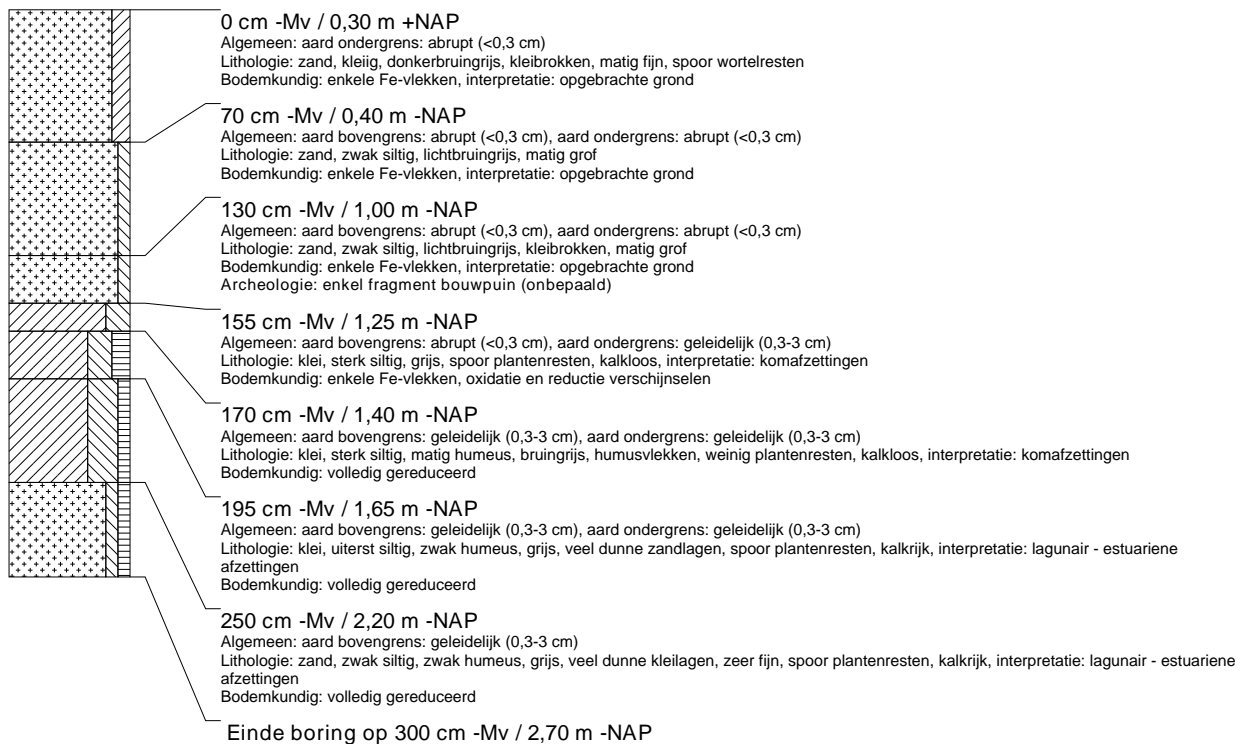 0 cm -Mv / 0,30 m +NAP
Algemeen: aard ondergrens: abrupt (<0,3 cm)
Lithologie: zand, kleiig, donkerbruingrijs, kleibrokken, matig fijn, spoor wortelresten
Bodemkundig: enkele Fe-vlekken, interpretatie: opgebrachte grond
70 cm -Mv / 0,40 m -NAP
Algemeen: aard bovengrens: abrupt (<0,3 cm), aard ondergrens: abrupt (<0,3 cm)
Lithologie: zand, zwak siltig, lichtbruingrijs, matig grof
Bodemkundig: enkele Fe-vlekken, interpretatie: opgebrachte grond
130 cm -Mv / 1,00 m -NAP
Algemeen: aard bovengrens: abrupt (<0,3 cm), aard ondergrens: abrupt (<0,3 cm)
Lithologie: zand, zwak siltig, lichtbruingrijs, kleibrokken, matig grof
Bodemkundig: enkele Fe-vlekken, interpretatie: opgebrachte grond
Archeologie: enkel fragment bouwpuin (onbepaald)
155 cm -Mv / 1,25 m -NAP
Algemeen: aard bovengrens: abrupt (<0,3 cm), aard ondergrens: geleidelijk (0,3-3 cm)
Lithologie: klei, sterk siltig, grijs, spoor plantenresten, kalkloos, interpretatie: komafzettingen
Bodemkundig: enkele Fe-vlekken, oxidatie en reductie verschijnselen
170 cm -Mv / 1,40 m -NAP
Algemeen: aard bovengrens: geleidelijk (0,3-3 cm), aard ondergrens: geleidelijk (0,3-3 cm)
Lithologie: klei, sterk siltig, matig humeus, bruingrijs, humusvlekken, weinig plantenresten, kalkloos, interpretatie: komafzettingen
Bodemkundig: volledig gereduceerd
195 cm -Mv / 1,65 m -NAP
Algemeen: aard bovengrens: geleidelijk (0,3-3 cm), aard ondergrens: geleidelijk (0,3-3 cm)
Lithologie: klei, uiterst siltig, zwak humeus, grijs, veel dunne zandlagen, spoor plantenresten, kalkrijk, interpretatie: lagunair - estuariene
afzettingen
Bodemkundig: volledig gereduceerd
250 cm -Mv / 2,20 m -NAP
Algemeen: aard bovengrens: geleidelijk (0,3-3 cm)
Lithologie: zand, zwak siltig, zwak humeus, grijs, veel dunne kleilagen, zeer fijn, spoor plantenresten, kalkrijk, interpretatie: lagunair - estuariene
afzettingen
Bodemkundig: volledig gereduceerd
Einde boring op 300 cm -Mv / 2,70 m -NAP